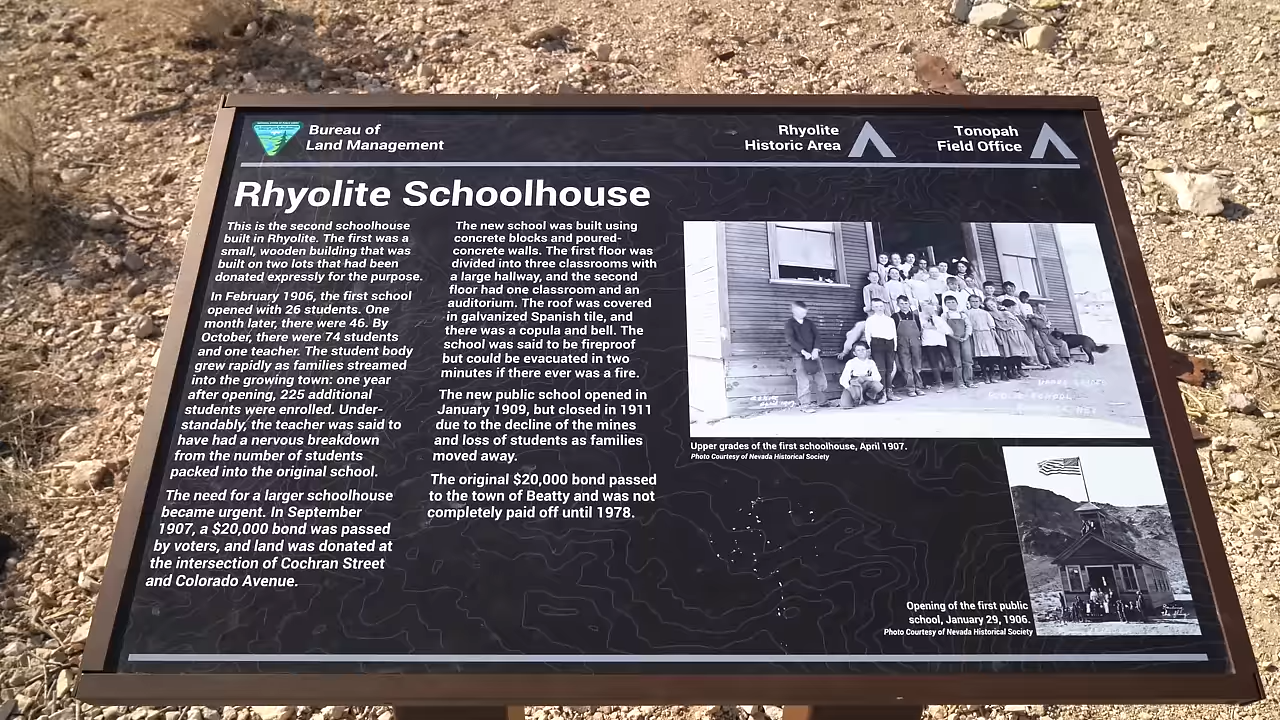 Bureau of
Land Management
Rhyolite
Historic Area
Tonopah
Field Office
Rhyolite Schoolhouse
This is the second schoolhouse
built in Rhyolite. The first was a
small, wooden building that was
built on two lots that had been
donated expressly for the purpose.
In February 1906, the first school
opened with 26 students. One
month later, there were 46. By
October, there were 74 students
and one teacher. The student body
grew rapidly as families streamed
into the growing town: one year
after opening, 225 additional
students were enrolled. Under-
standably, the teacher was said to
have had a nervous breakdown
from the number of students
packed into the original school.
The need for a larger schoolhouse
became urgent. In September
1907, a $20,000 bond was passed
by voters, and land was donated at
the intersection of Cochran Street
and Colorado Avenue.
The new school was built using
concrete blocks and poured-
concrete walls. The first floor was
divided into three classrooms with
a large hallway, and the second
floor had one classroom and an
auditorium. The roof was covered
in galvanized Spanish tile, and
there was a copula and bell. The
school was said to be fireproof
but could be evacuated in two
minutes if there ever was a fire.
The new public school opened in
January 1909, but closed in 1911
due to the decline of the mines
and loss of students as families
moved away.
The original $20,000 bond passed
to the town of Beatty and was not
completely paid off until 1978.
Upper grades of the first schoolhouse, April 1907.
Photo Courtesy of Nevada Historical Society
Opening of the first public
school, January 29, 1906.
Photo Courtesy of Nevada Historical Society